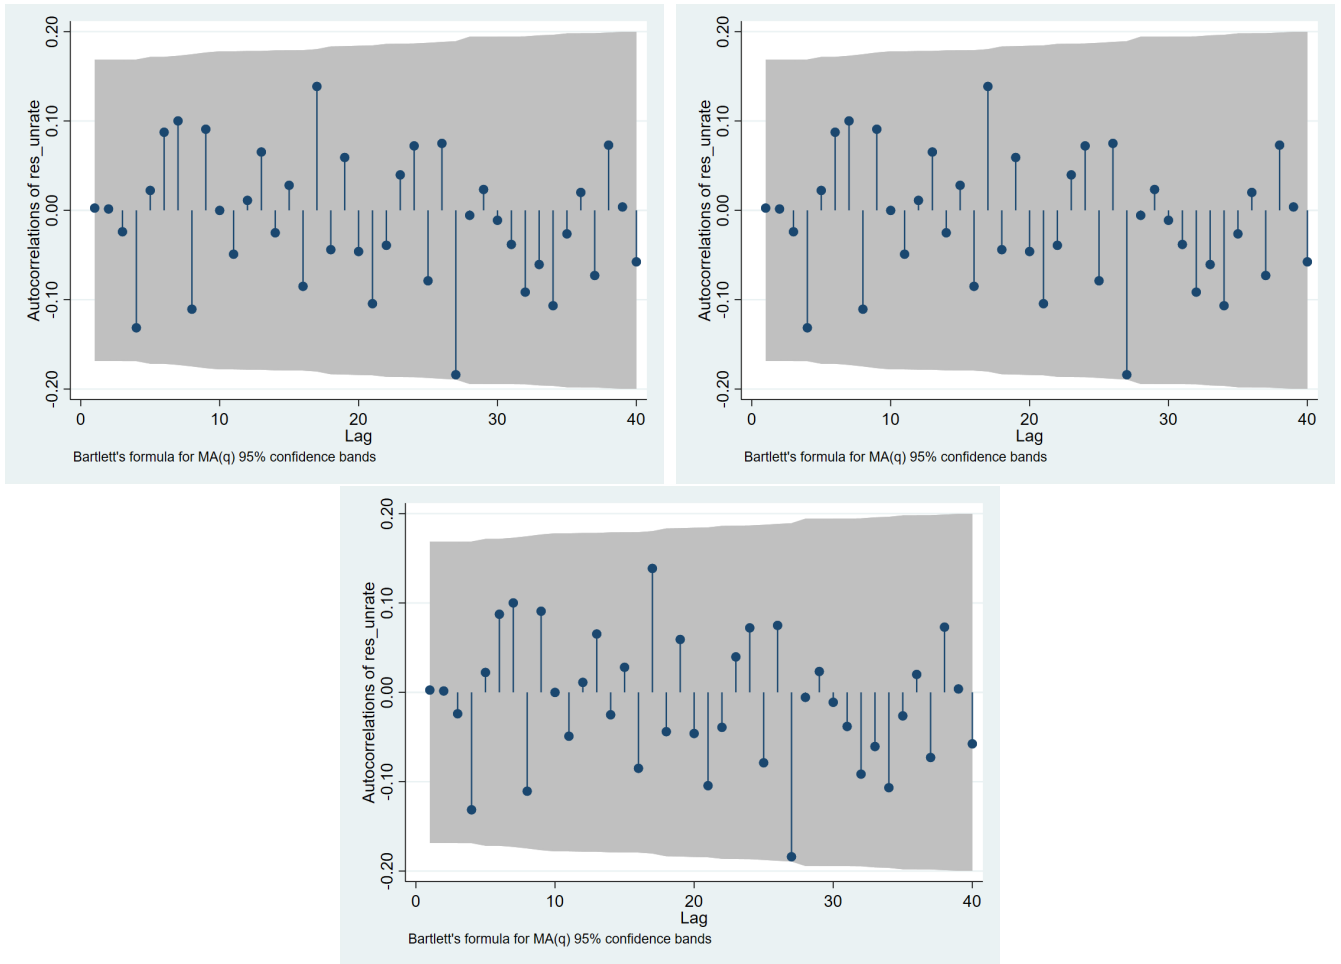 Autocorrelations of res_unrate
0.20
0.10
0.00
-0.10
-0.20
0 10 20 30 40
Lag
Bartlett's formula for MA(q) 95% confidence bands
Autocorrelations of res_unrate
0.20
0.10
0.00
-0.10
-0.20
0 10 20 30 40
Lag
Bartlett's formula for MA(q) 95% confidence bands
Autocorrelations of res_unrate
0.20
0.10
0.00
-0.10
-0.20
0 10 20 30 40
Lag
Bartlett's formula for MA(q) 95% confidence bands